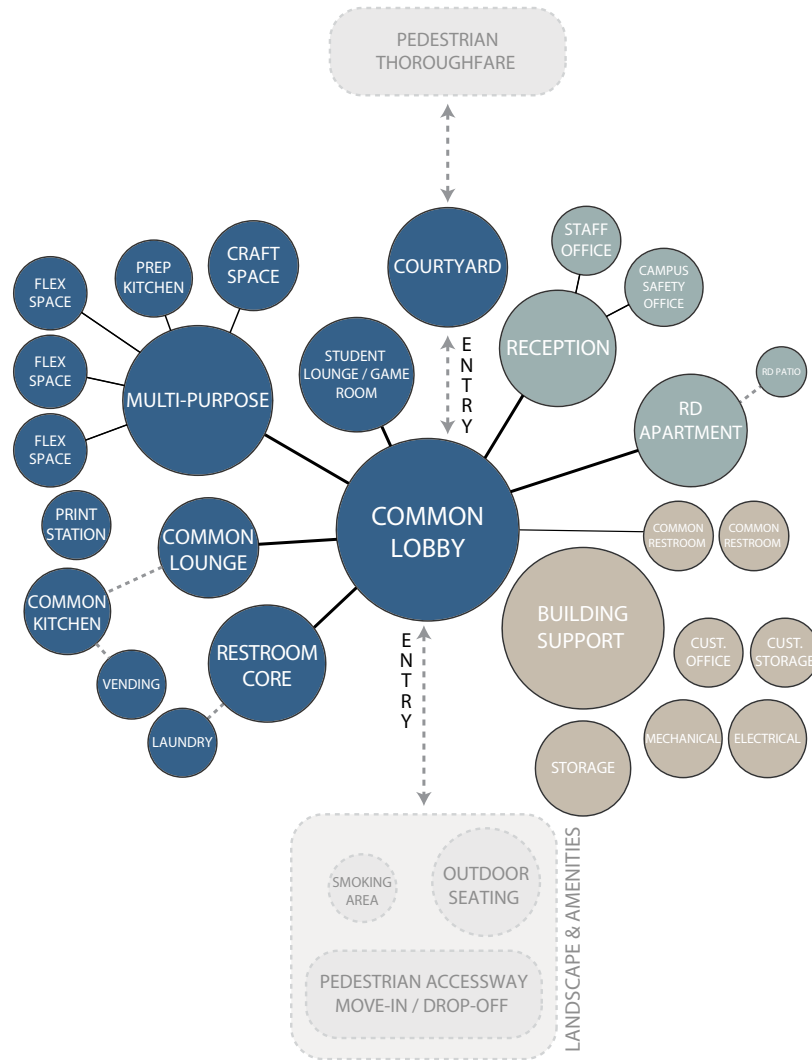 PEDESTRIAN
THOROUGHFARE
COURTYARD
ENTRY
STAFF
OFFICE
CAMPUS
SAFETY
OFFICE
RECEPTION
RD PATIO
RD
APARTMENT
CRAFT
SPACE
PREP
KITCHEN
FLEX
SPACE
FLEX
SPACE
FLEX
SPACE
MULTI-PURPOSE
STUDENT
LOUNGE / GAME
ROOM
COMMON
LOBBY
PRINT
STATION
COMMON
LOUNGE
COMMON
KITCHEN
VENDING
LAUNDRY
RESTROOM
CORE
COMMON
RESTROOM
COMMON
RESTROOM
BUILDING
SUPPORT
CUST.
OFFICE
CUST.
STORAGE
MECHANICAL
ELECTRICAL
STORAGE
ENTRY
SMOKING
AREA
OUTDOOR
SEATING
PEDESTRIAN ACCESSWAY
MOVE-IN / DROP-OFF
LANDSCAPE & AMENITIES